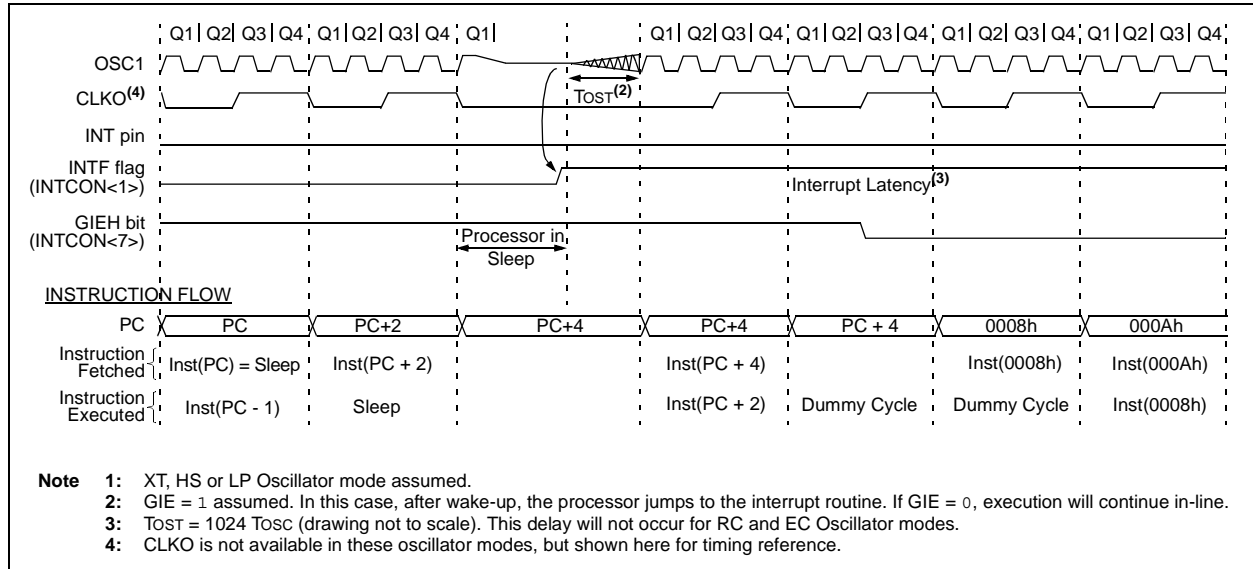 Q1| Q2| Q3| Q4 Q1| Q2| Q3| Q4 Q1| Q1| Q2| Q3| Q4 Q1| Q2| Q3| Q4 Q1| Q2| Q3| Q4 Q1| Q2| Q3| Q4
OSC1
TOST(2)
CLKO(4)
INT pin
INTF flag
(INTCON<1>)
Interrupt Latency(3)
GIEH bit
(INTCON<7>)
Processor in
Sleep
INSTRUCTION FLOW
PC PC PC+2 PC+4 PC+4 PC + 4 0008h 000Ah
Instruction
Fetched
Inst(PC) = Sleep Inst(PC + 2) Inst(PC + 4) Inst(0008h) Inst(000Ah)
Instruction
Executed
Inst(PC - 1) Sleep Inst(PC + 2) Dummy Cycle Dummy Cycle Inst(0008h)
Note 1: XT, HS or LP Oscillator mode assumed.
2: GIE = 1 assumed. In this case, after wake-up, the processor jumps to the interrupt routine. If GIE = 0, execution will continue in-line.
3: TOST = 1024 TOSC (drawing not to scale). This delay will not occur for RC and EC Oscillator modes.
4: CLKO is not available in these oscillator modes, but shown here for timing reference.